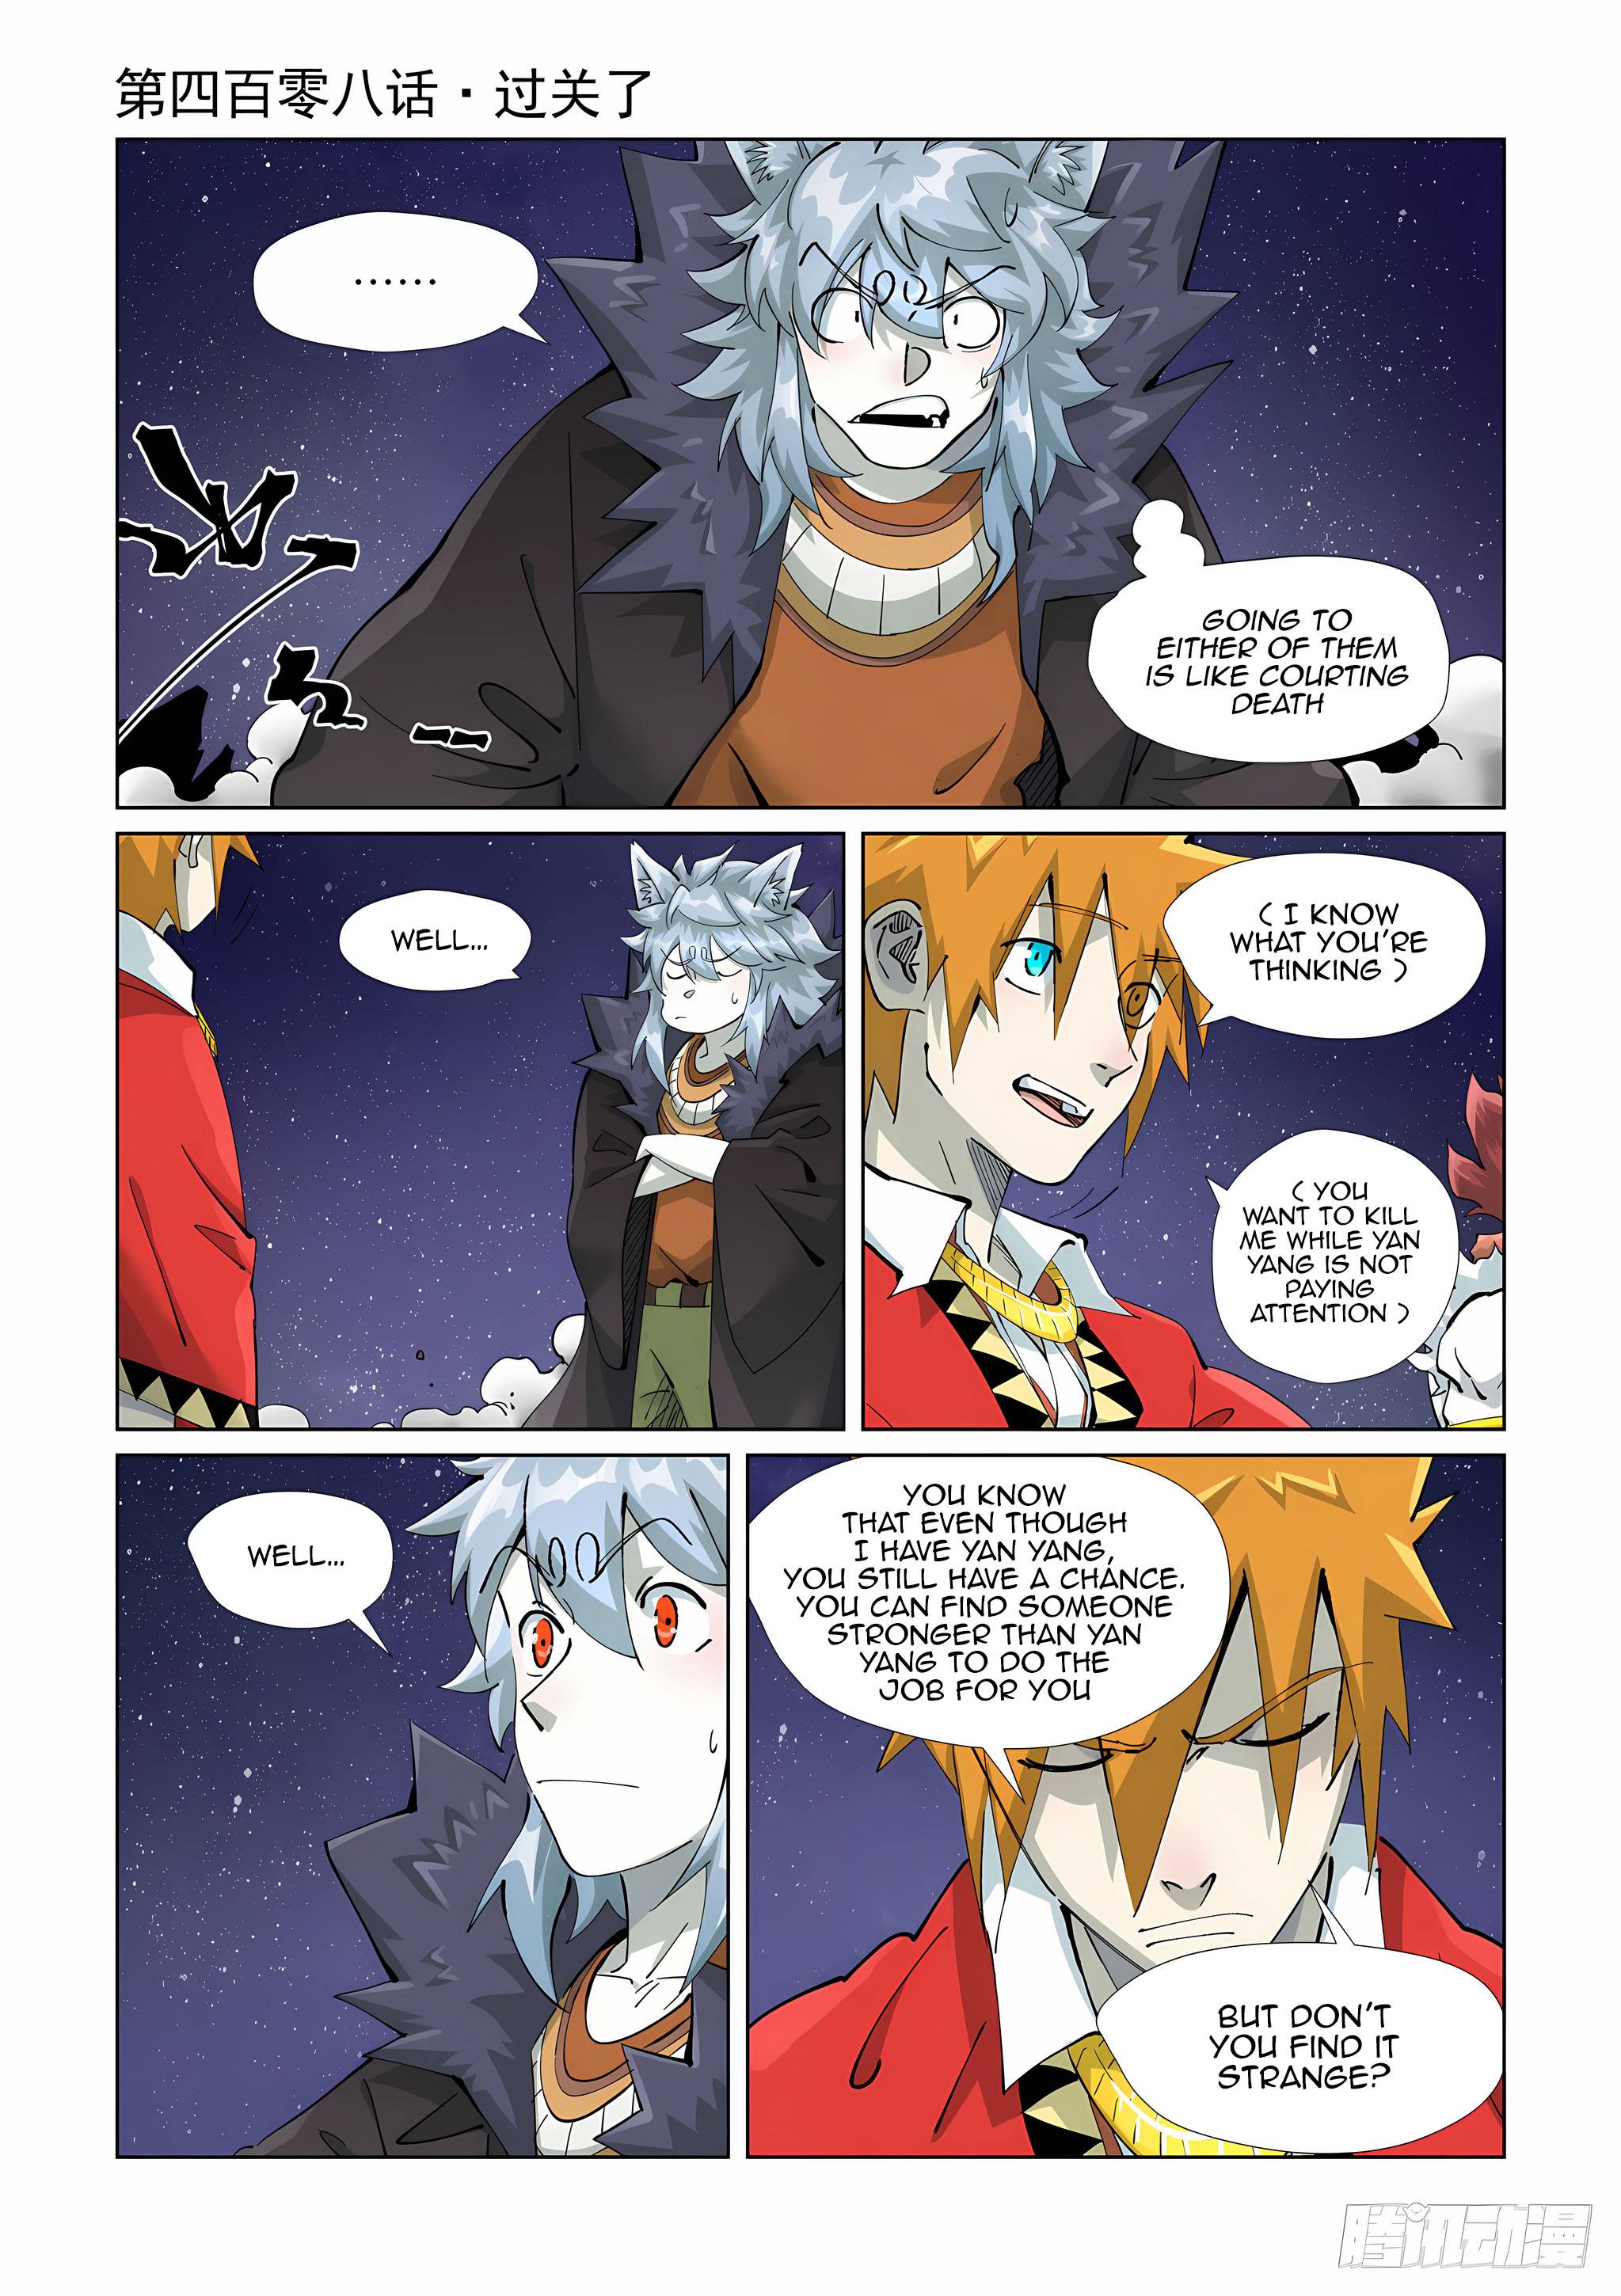 第四百零八话·过关了
......
GOING TO
EITHER OF THEM
IS LIKE COURTING
DEATH
WELL...
( I KNOW
WHAT YOU'RE
THINKING )
( YOU
WANT TO KILL
ME WHILE YAN
YANG IS NOT
PAYING
ATTENTION )
WELL...
YOU KNOW
THAT EVEN THOUGH
I HAVE YAN YANG,
YOU STILL HAVE A CHANCE.
YOU CAN FIND SOMEONE
STRONGER THAN YAN
YANG TO DO THE
JOB FOR YOU
BUT DON'T
YOU FIND IT
STRANGE?
腾讯动漫